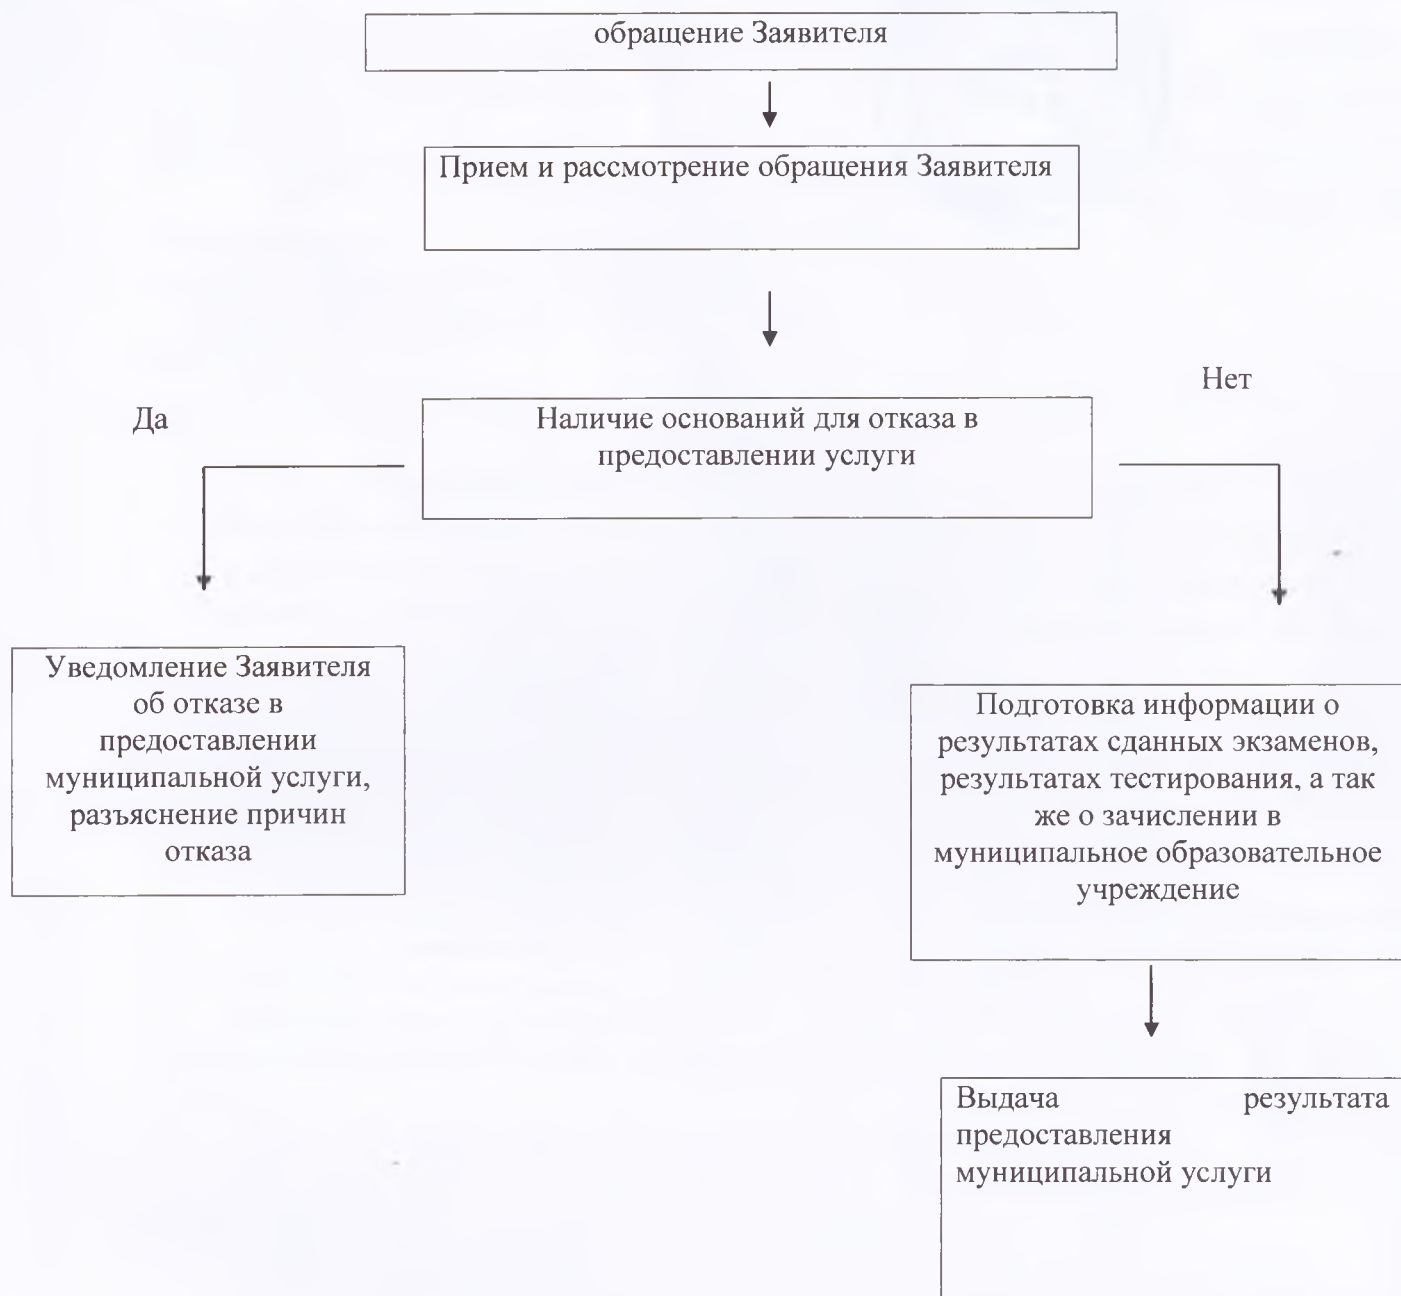 обращение Заявителя
Прием и рассмотрение обращения Заявителя
Нет
Да
Наличие оснований для отказа в
предоставлении услуги
Уведомление Заявителя
об отказе в
предоставлении
муниципальной услуги,
разъяснение причин
отказа
Подготовка информации о
результатах сданных экзаменов,
результатах тестирования, а так
же о зачислении в
муниципальное образовательное
учреждение
Выдача результата
предоставления
муниципальной услуги